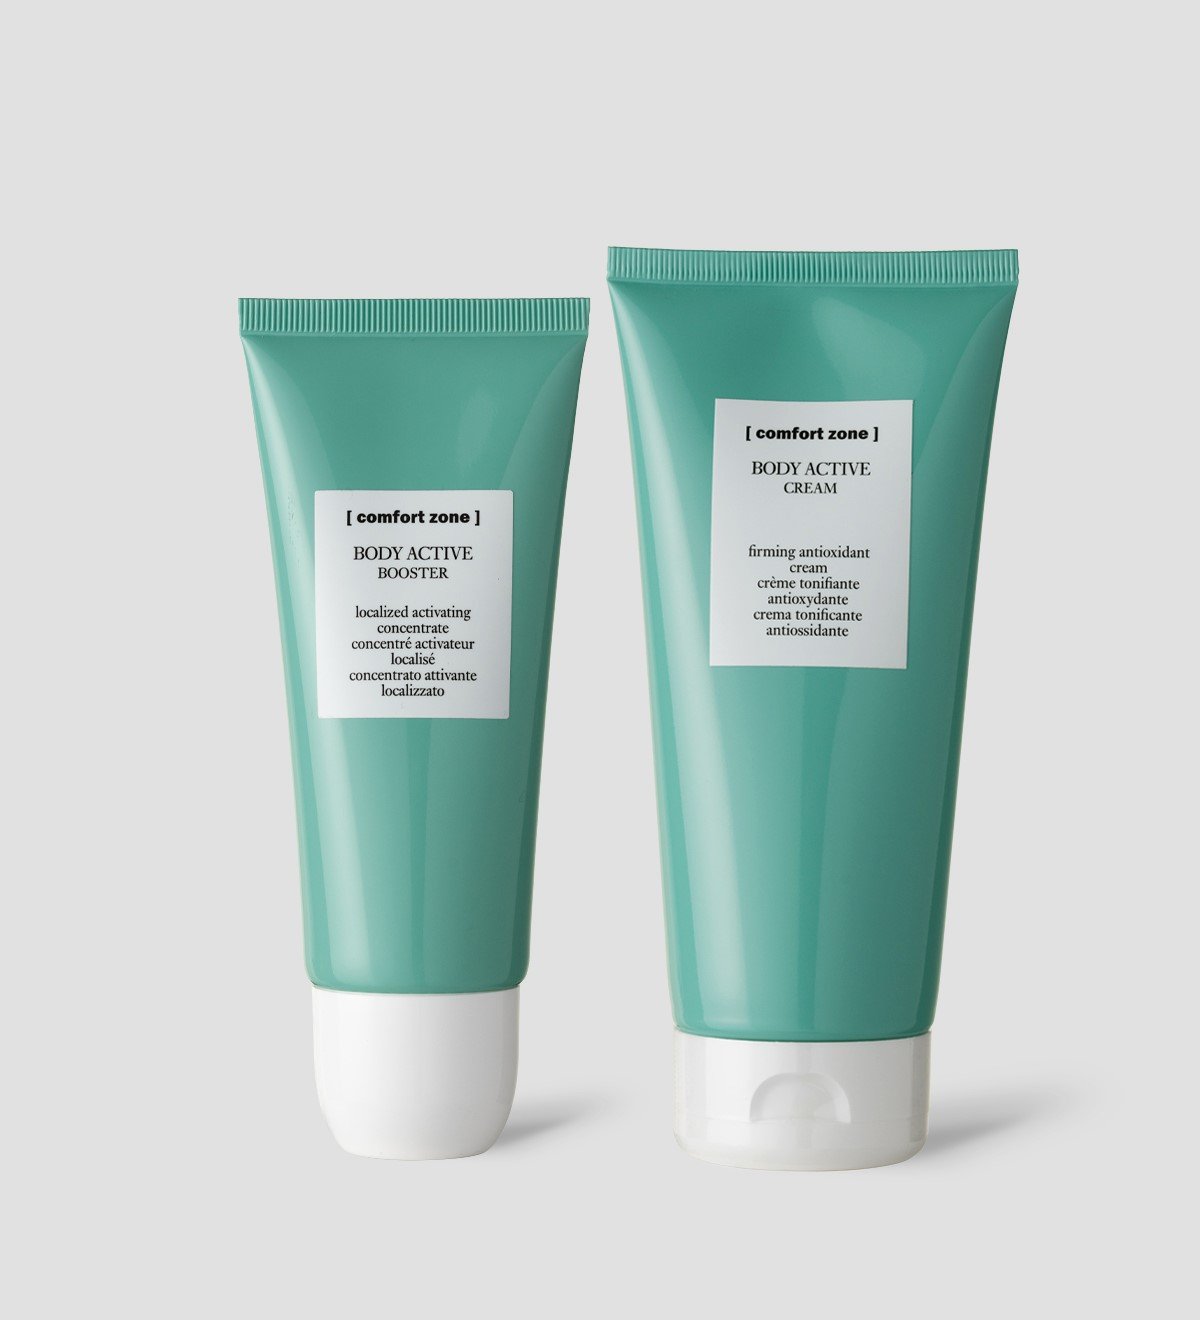 [ comfort zone ]
BODY ACTIVE
BOOSTER
localized activating
concentrate
concentré activateur
localisé
concentrato attivante
localizzato
[ comfort zone ]
BODY ACTIVE
CREAM
firming antioxidant
cream
crème tonifiante
antioxydante
crema tonificante
antiossidante